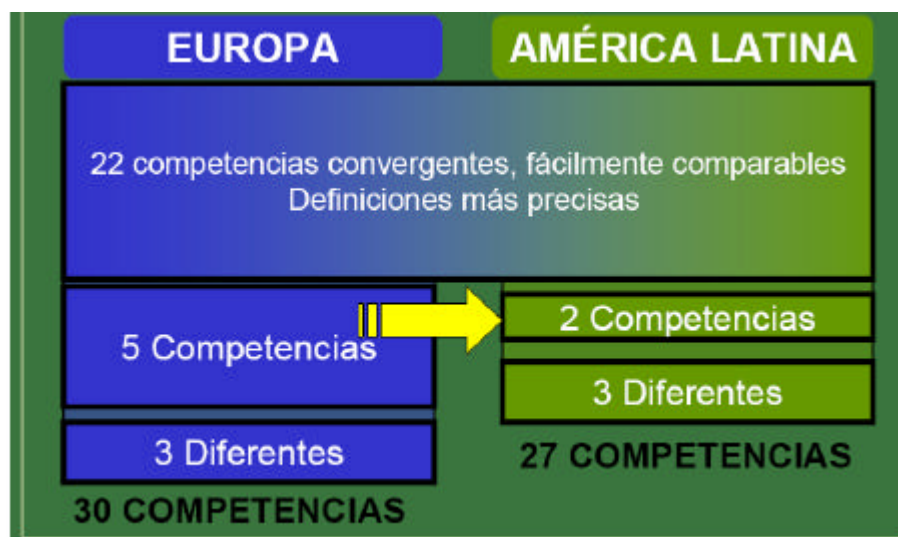 EUROPA
AMÉRICA LATINA
22 competencias convergentes, fácilmente comparables
Definiciones más precisas
5 Competencias
2 Competencias
3 Diferentes
3 Diferentes
27 COMPETENCIAS
30 COMPETENCIAS